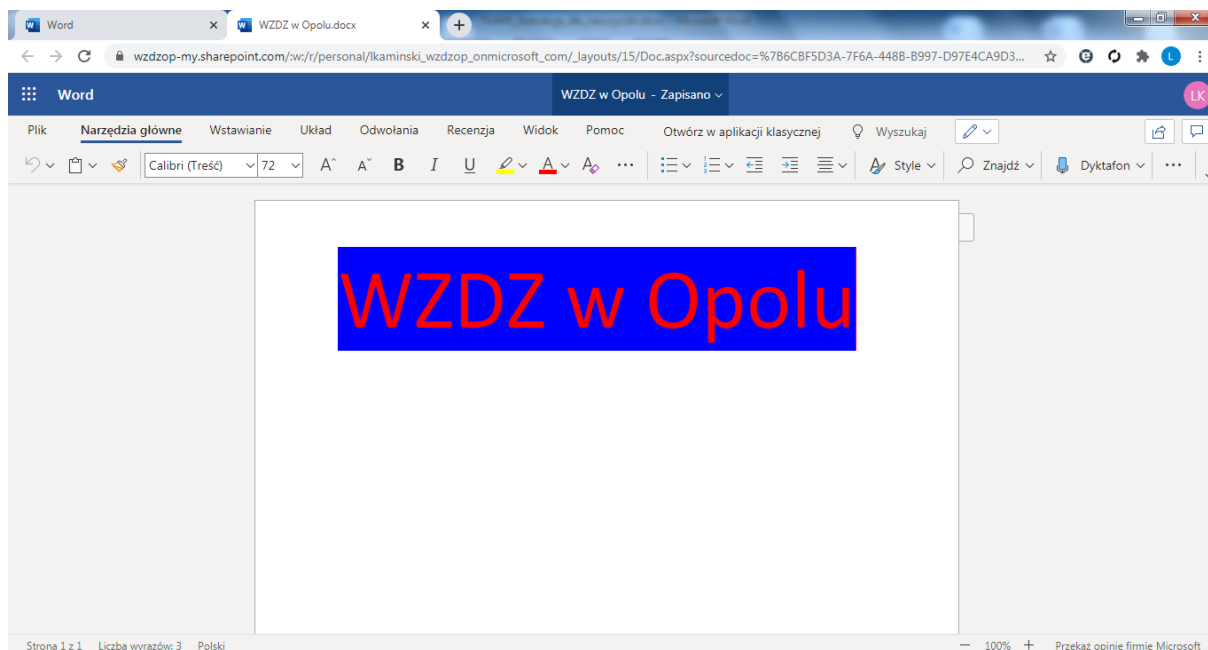 Word
WZDZ w Opolu.docx
wzdzop-my.sharepoint.com/:w:/r/personal/lkaminski_wzdzop_onmicrosoft_com/_layouts/15/Doc.aspx?sourcedoc=%7B6CBF5D3A-7F6A-448B-B997-D97E4CA9D3... L
Word WZDZ w Opolu - Zapisano LK
Plik Narzędzia główne Wstawianie Układ Odwołania Recenzja Widok Pomoc Otwórz w aplikacji klasycznej Wyszukaj
Calibri (Treść) 72 A A B I U A A Style Znajdź Dyktafon
WZDZ w Opolu
Strona 1 z 1 Liczba wyrazów: 3 Polski 100% Przekaż opinie firmie Microsoft